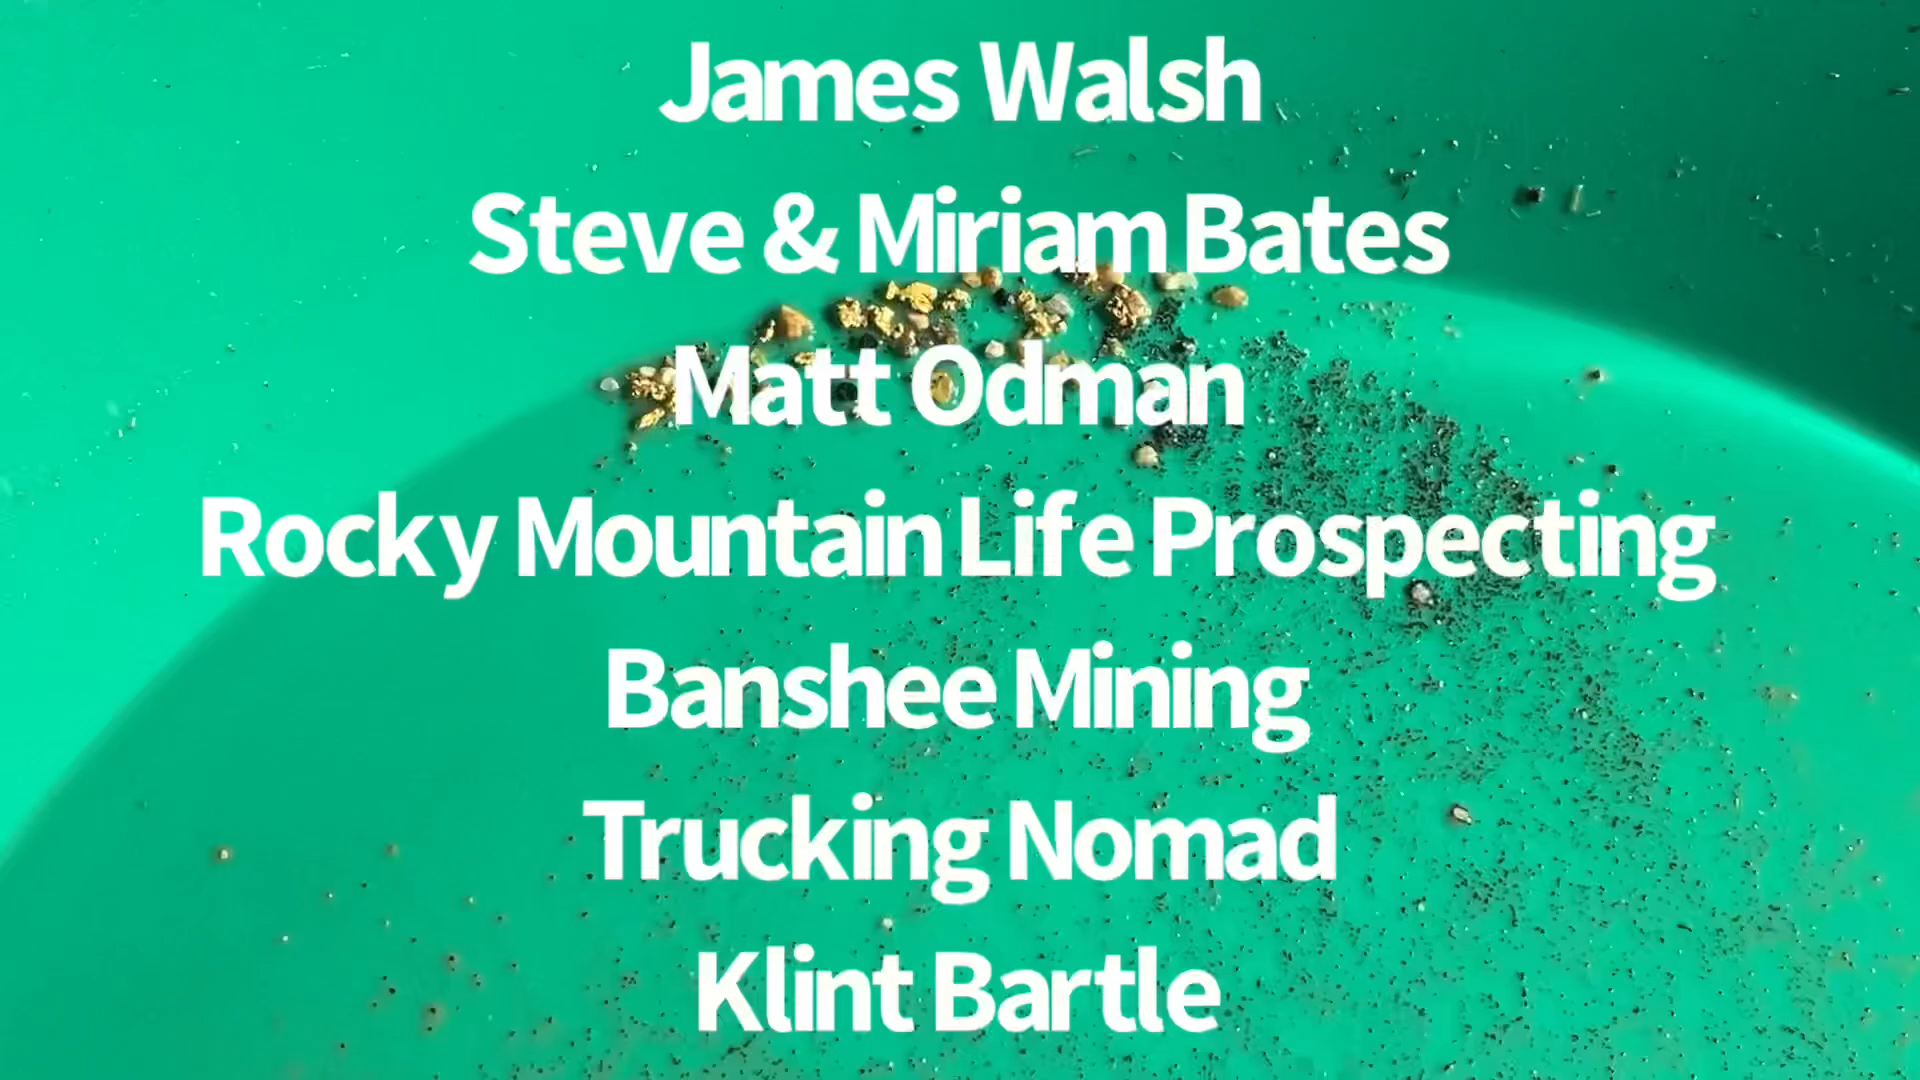 James Walsh
Steve & Miriam Bates
Matt Odman
Rocky Mountain Life Prospecting
Banshee Mining
Trucking Nomad
Klint Bartle